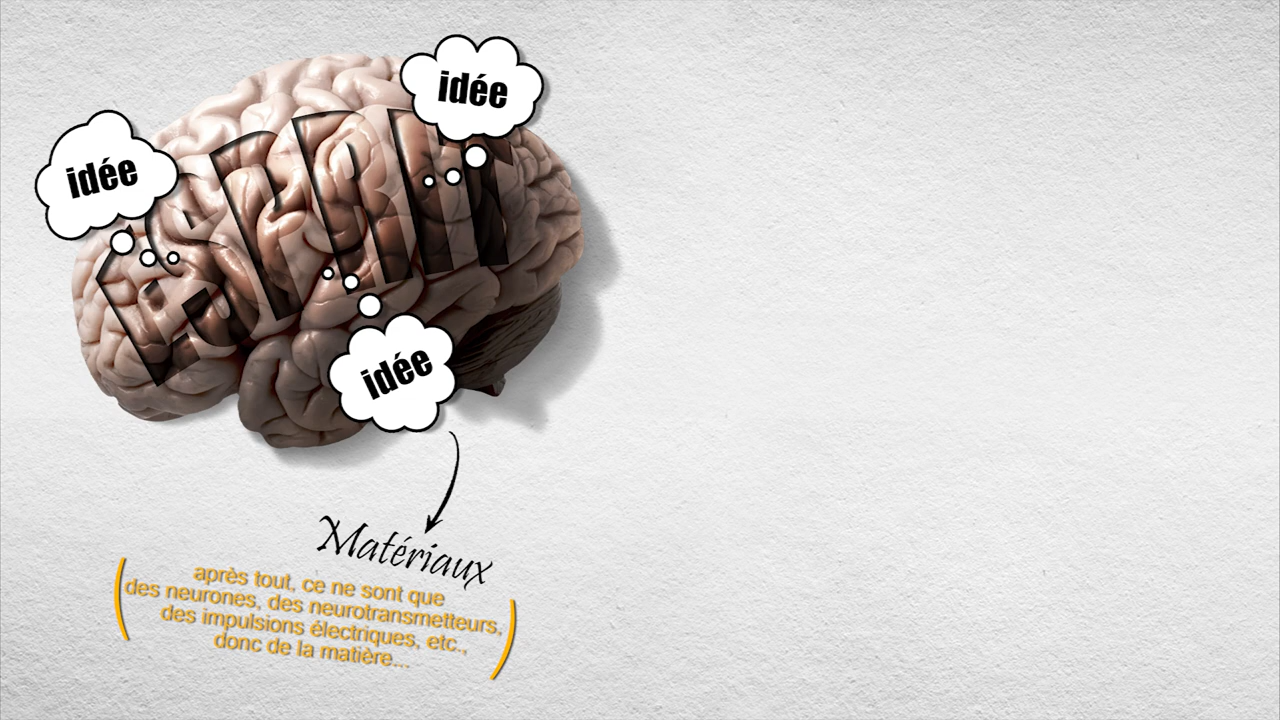 idée
idée
ESPRIT
idée
Matériaux
(après tout, ce ne sont que
des neurones, des neurotransmetteurs,
des impulsions électriques, etc.,
donc de la matière...)